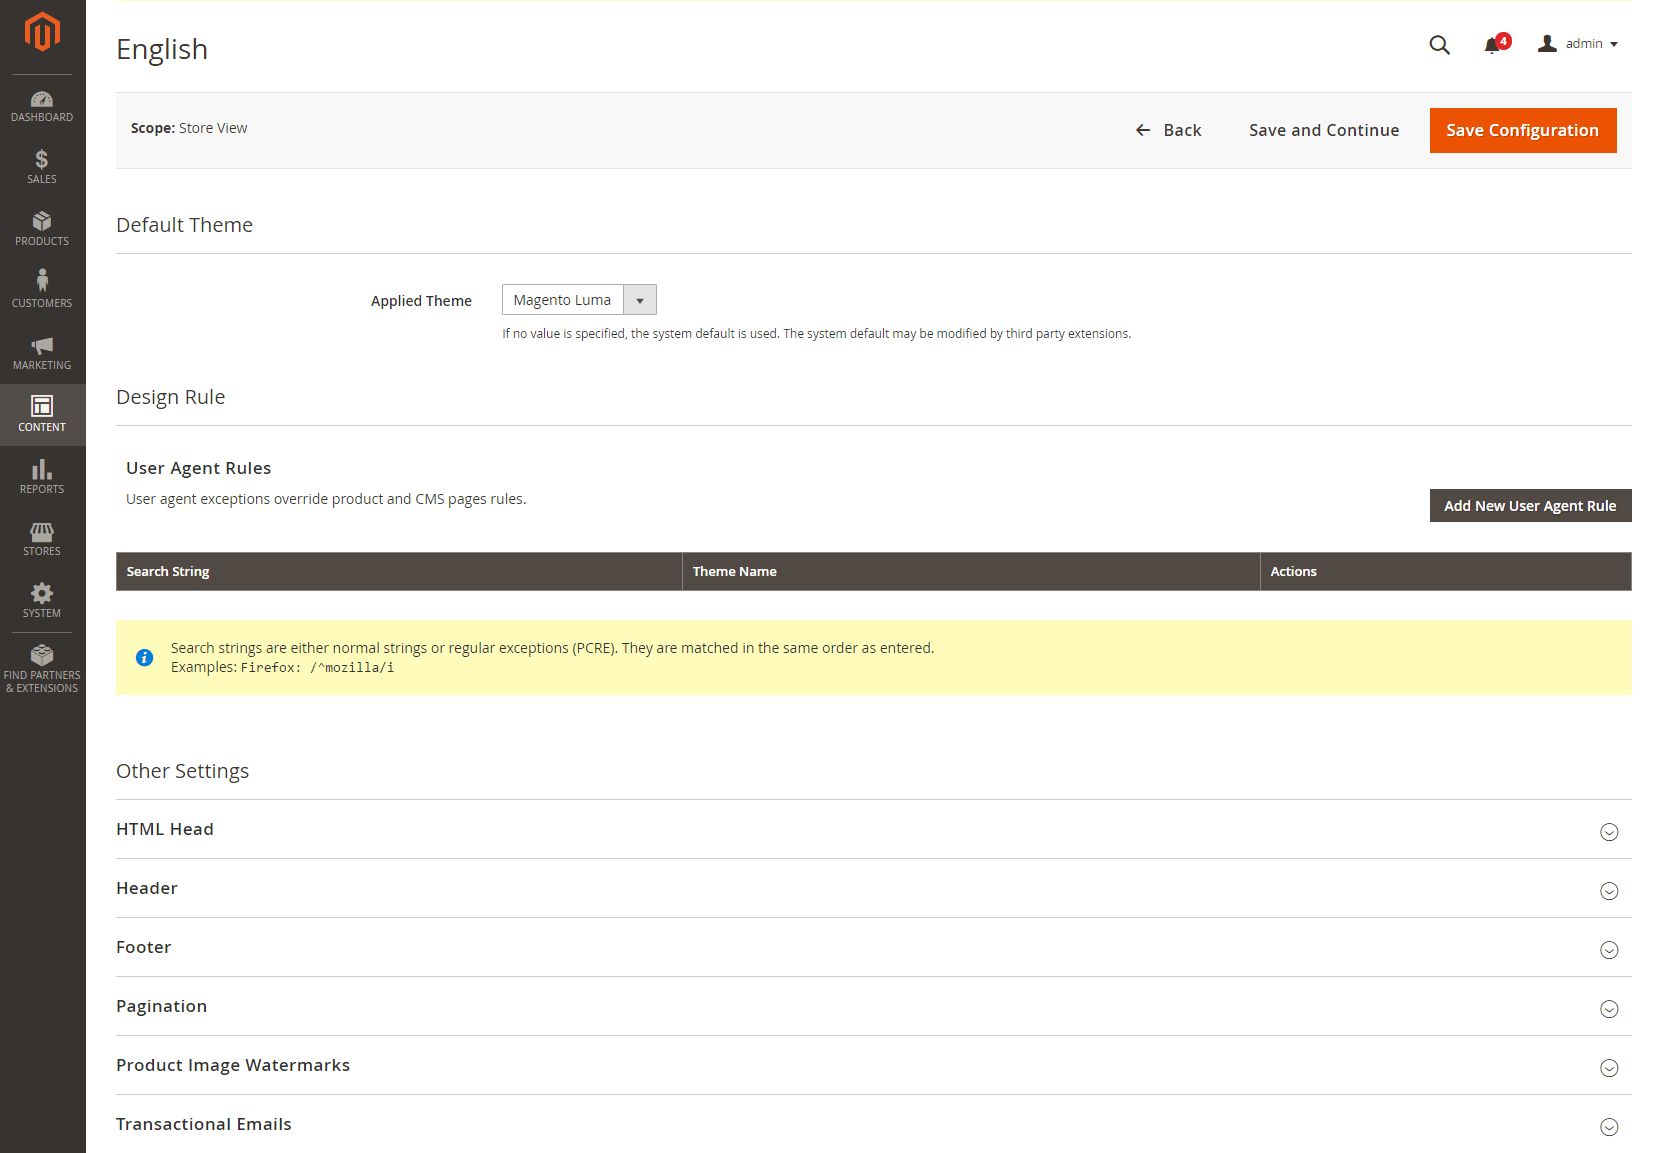 English
4
admin
Scope: Store View
Back
Save and Continue
Save Configuration
DASHBOARD
SALES
PRODUCTS
CUSTOMERS
MARKETING
CONTENT
REPORTS
STORES
SYSTEM
FIND PARTNERS
& EXTENSIONS
Default Theme
Applied Theme
Magento Luma
If no value is specified, the system default is used. The system default may be modified by third party extensions.
Design Rule
User Agent Rules
User agent exceptions override product and CMS pages rules.
Add New User Agent Rule
Search String
Theme Name
Actions
Search strings are either normal strings or regular exceptions (PCRE). They are matched in the same order as entered.
Examples: Firefox: /^mozilla/i
Other Settings
HTML Head
Header
Footer
Pagination
Product Image Watermarks
Transactional Emails